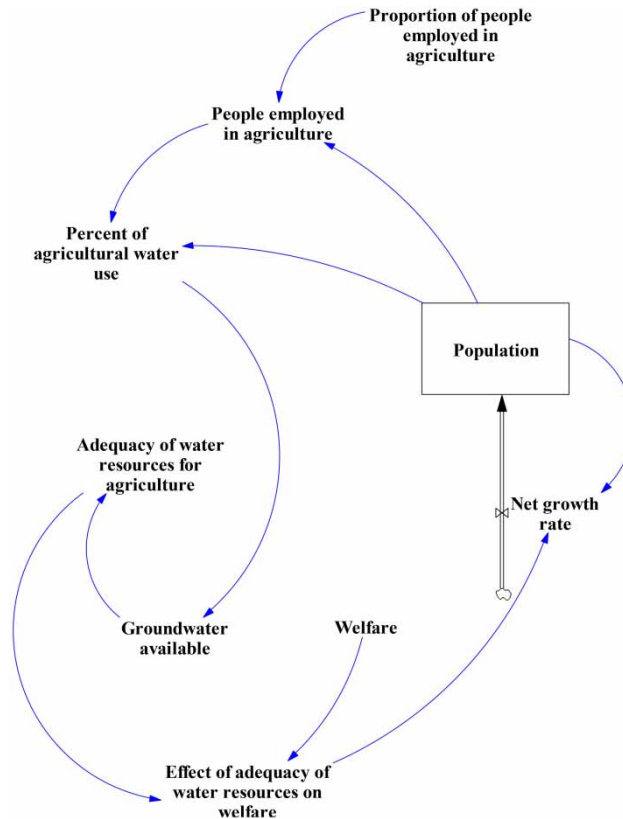 Proportion of people
employed in
agriculture
People employed
in agriculture
Percent of
agricultural water
use
Population
Adequacy of water
resources for
agriculture
Net growth
rate
Groundwater
available
Welfare
Effect of adequacy of
water resources on
welfare